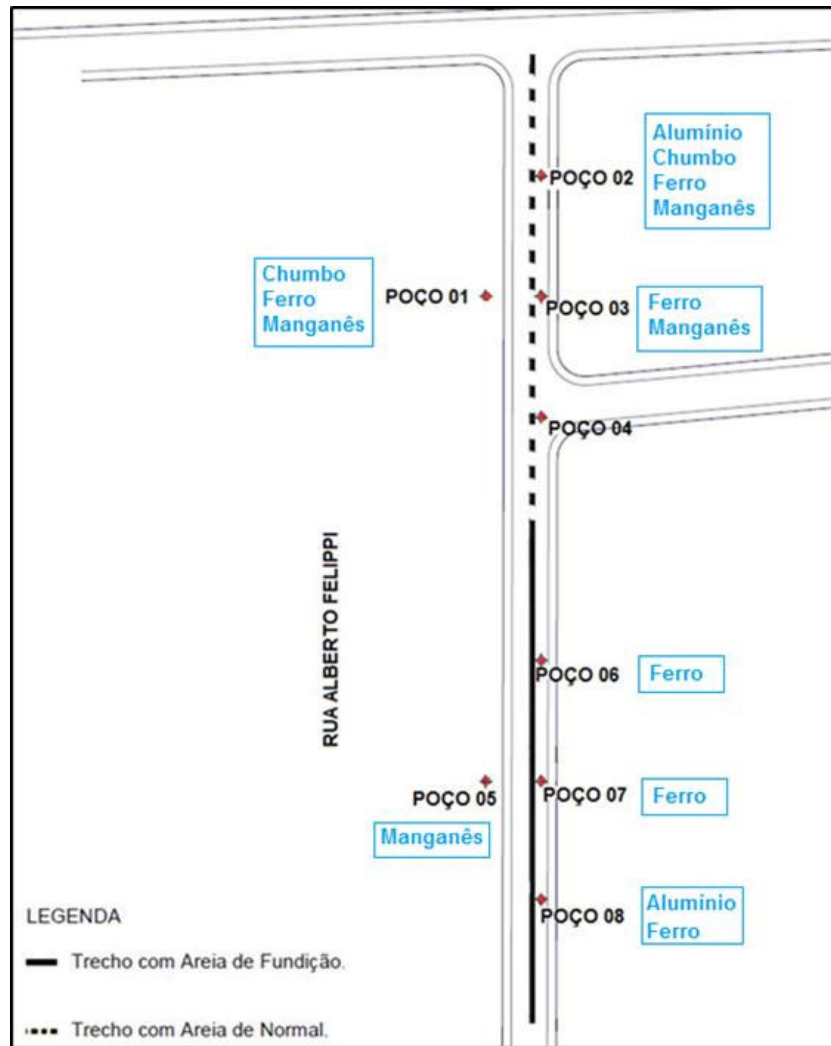 Alumínio
Chumbo
Ferro
Manganês
POÇO 02
Chumbo
Ferro
Manganês
POÇO 01
POÇO 03
Ferro
Manganês
POÇO 04
RUA ALBERTO FELIPPI
POÇO 06
Ferro
POÇO 05
Manganês
POÇO 07
Ferro
POÇO 08
Alumínio
Ferro
LEGENDA
Trecho com Areia de Fundição.
Trecho com Areia de Normal.